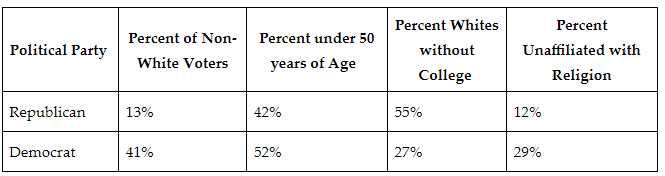 Political Party
Percent of Non-
White Voters
Percent under 50
years of Age
Percent Whites
without
College
Percent
Unaffiliated with
Religion
Republican 13% 42% 55% 12%
Democrat 41% 52% 27% 29%